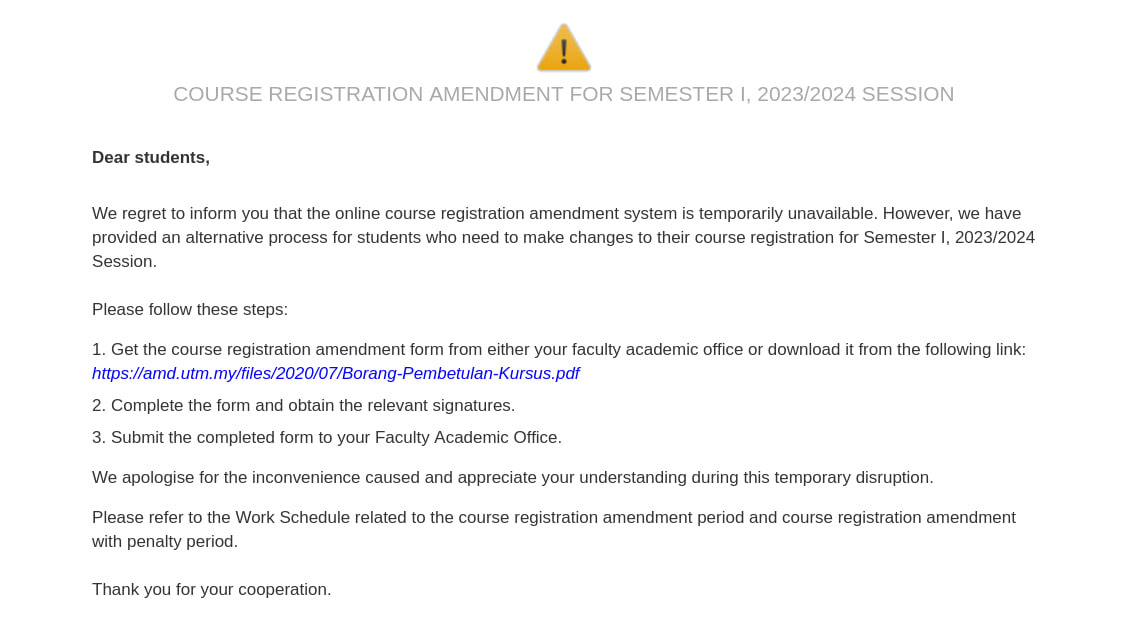 COURSE REGISTRATION AMENDMENT FOR SEMESTER I, 2023/2024 SESSION
Dear students,
We regret to inform you that the online course registration amendment system is temporarily unavailable. However, we have
provided an alternative process for students who need to make changes to their course registration for Semester I, 2023/2024
Session.
Please follow these steps:
1. Get the course registration amendment form from either your faculty academic office or download it from the following link:
https://amd.utm.my/files/2020/07/Borang-Pembetulan-Kursus.pdf
2. Complete the form and obtain the relevant signatures.
3. Submit the completed form to your Faculty Academic Office.
We apologise for the inconvenience caused and appreciate your understanding during this temporary disruption.
Please refer to the Work Schedule related to the course registration amendment period and course registration amendment
with penalty period.
Thank you for your cooperation.